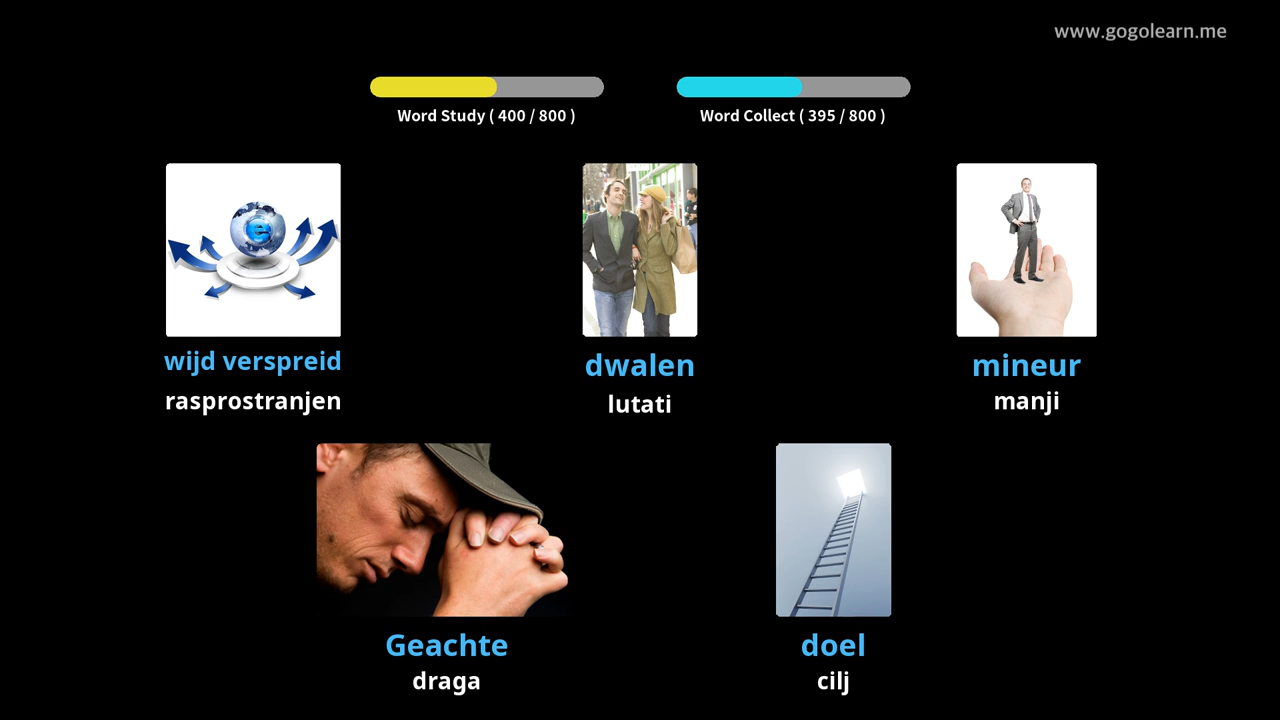 www.gogolearn.me
Word Study ( 400 / 800 )
Word Collect ( 395 / 800 )
e
wijd verspreid
rasprostranjen
dwalen
lutati
mineur
manji
Geachte
draga
doel
cilj